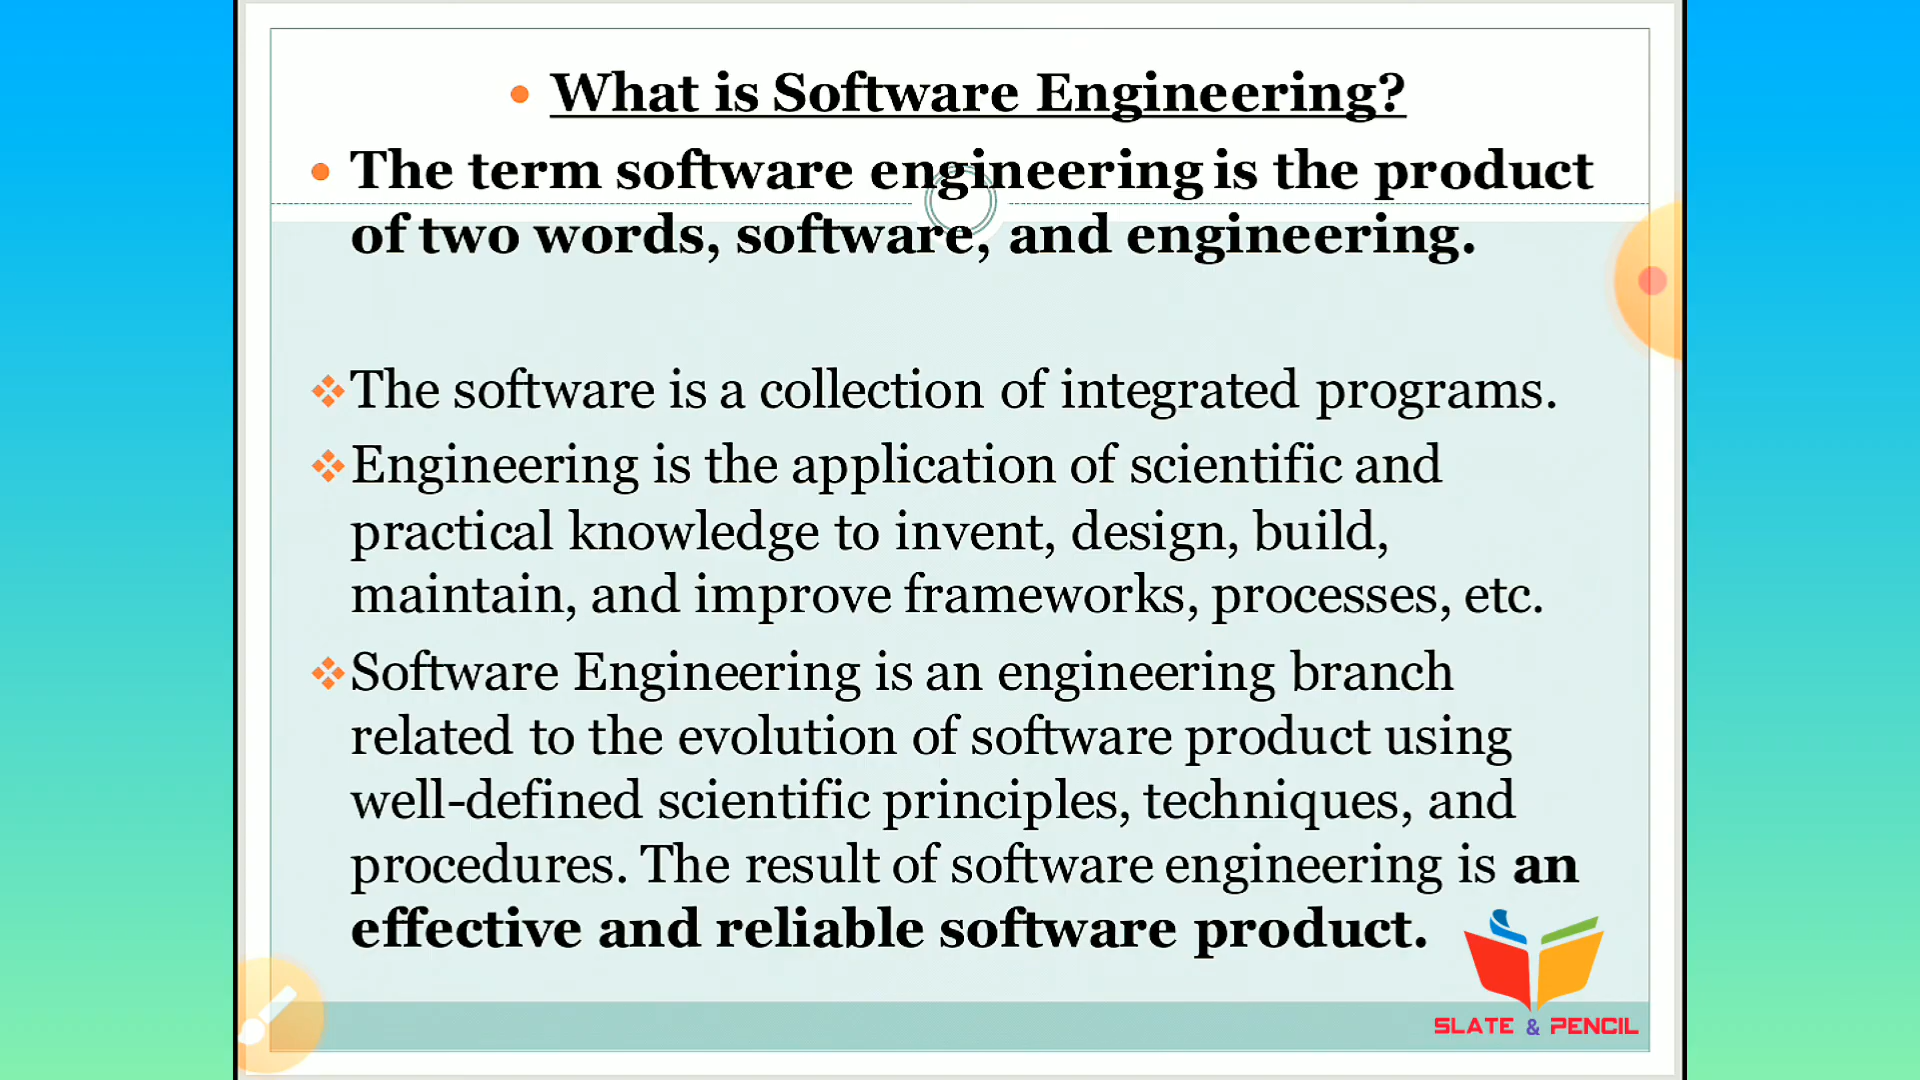 What is Software Engineering?
The term software engineering is the product
of two words, software, and engineering.
The software is a collection of integrated programs.
Engineering is the application of scientific and
practical knowledge to invent, design, build,
maintain, and improve frameworks, processes, etc.
Software Engineering is an engineering branch
related to the evolution of software product using
well-defined scientific principles, techniques, and
procedures. The result of software engineering is an
effective and reliable software product.
SLATE & PENCIL